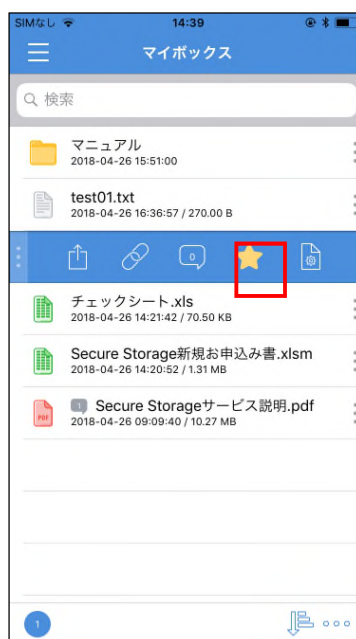 SIMなし 14:39
マイボックス
検索
マニュアル
2018-04-26 15:51:00
test01.txt
2018-04-26 16:36:57 / 270.00 B
0
チェックシート.xls
2018-04-26 14:21:42 / 70.50 KB
Secure Storage新規お申込み書.xlsm
2018-04-26 14:20:52 / 1.31 MB
1 Secure Storageサービス説明.pdf
PDF
2018-04-26 09:09:40 / 10.27 MB
1